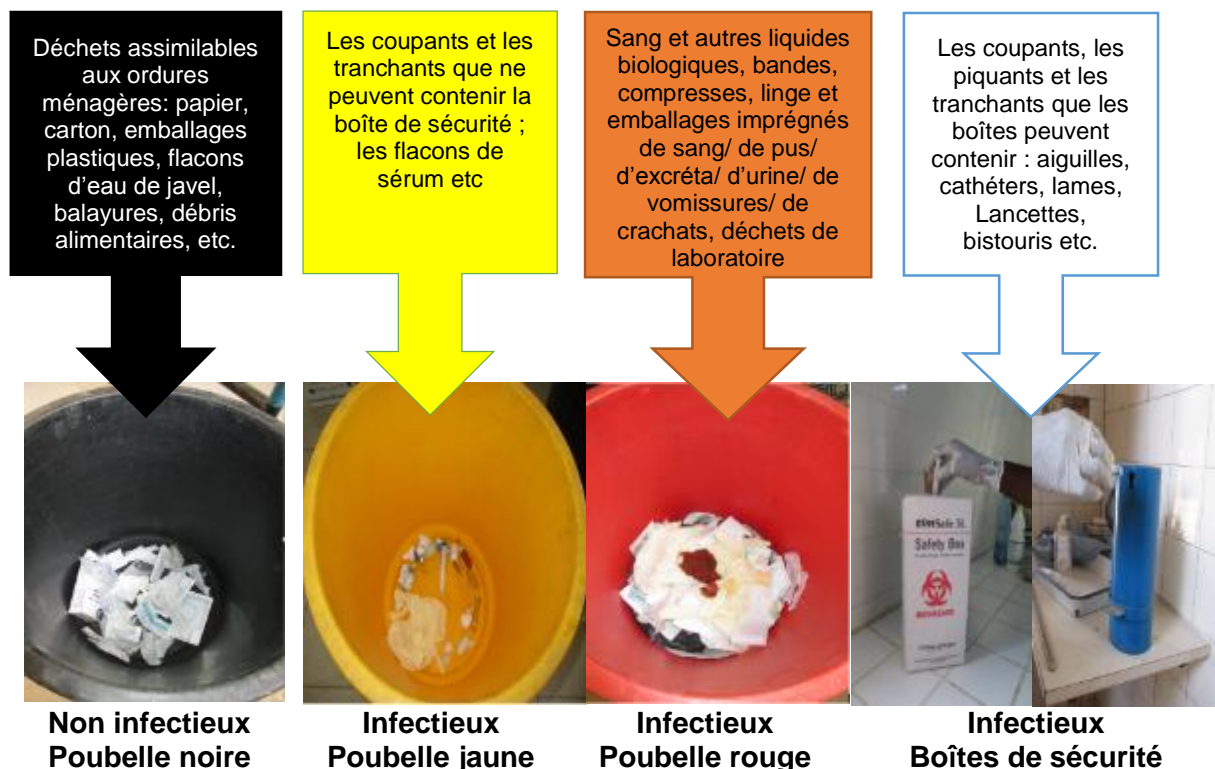 Déchets assimilables
aux ordures
ménagères: papier,
carton, emballages
plastiques, flacons
d’eau de javel,
balayures, débris
alimentaires, etc.
Les coupants et les
tranchants que ne
peuvent contenir la
boîte de sécurité ;
les flacons de
sérum etc
Sang et autres liquides
biologiques, bandes,
compresses, linge et
emballages imprégnés
de sang/ de pus/
d’excréta/ d’urine/ de
vomissures/ de
crachats, déchets de
laboratoire
Les coupants, les
piquants et les
tranchants que les
boîtes peuvent
contenir : aiguilles,
cathéters, lames,
Lancettes,
bistouris etc.
Safe 5L
Safety Box
Non infectieux
Poubelle noire
Infectieux
Poubelle jaune
Infectieux
Poubelle rouge
Infectieux
Boîtes de sécurité